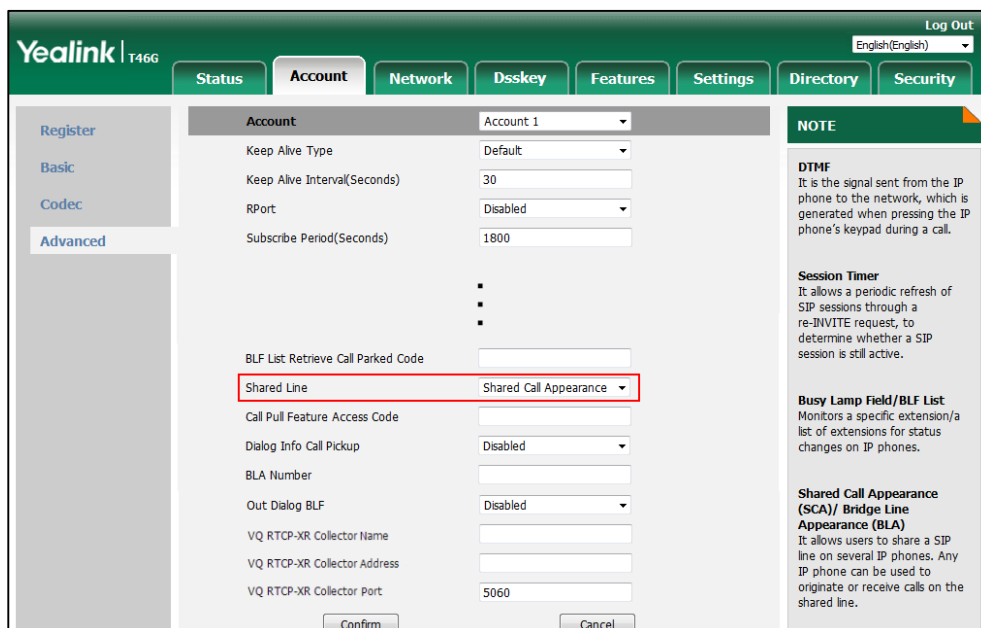 Log Out
Yealink T46G
English(English)
Status Account Network Dsskey Features Settings Directory Security
Register
Basic
Codec
Advanced
Account Account 1
Keep Alive Type Default
Keep Alive Interval(Seconds) 30
RPort Disabled
Subscribe Period(Seconds) 1800
BLF List Retrieve Call Parked Code
Shared Line Shared Call Appearance
Call Pull Feature Access Code
Dialog Info Call Pickup Disabled
BLA Number
Out Dialog BLF Disabled
VQ RTCP-XR Collector Name
VQ RTCP-XR Collector Address
VQ RTCP-XR Collector Port 5060
Confirm Cancel
NOTE
DTMF
It is the signal sent from the IP
phone to the network, which is
generated when pressing the IP
phone's keypad during a call.
Session Timer
It allows a periodic refresh of
SIP sessions through a
re-INVITE request, to
determine whether a SIP
session is still active.
Busy Lamp Field/BLF List
Monitors a specific extension/a
list of extensions for status
changes on IP phones.
Shared Call Appearance
(SCA)/ Bridge Line
Appearance (BLA)
It allows users to share a SIP
line on several IP phones. Any
IP phone can be used to
originate or receive calls on the
shared line.